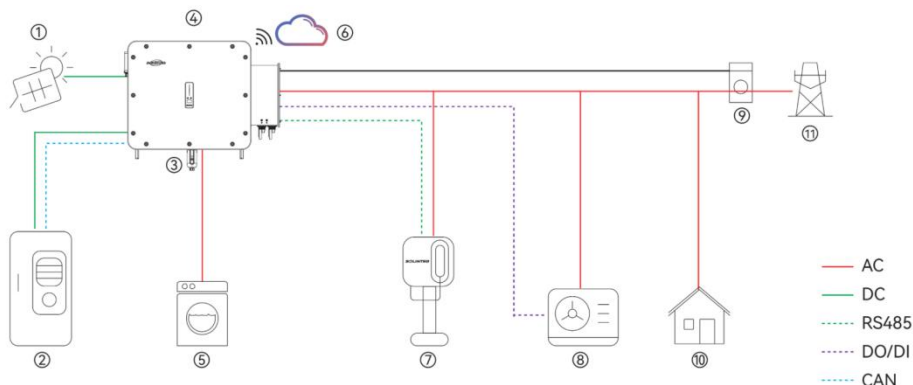 ①
④
⑥
③
⑨
⑪
SOLINTEG
②
⑤
⑦
⑧
⑩
AC
DC
RS485
DO/DI
CAN